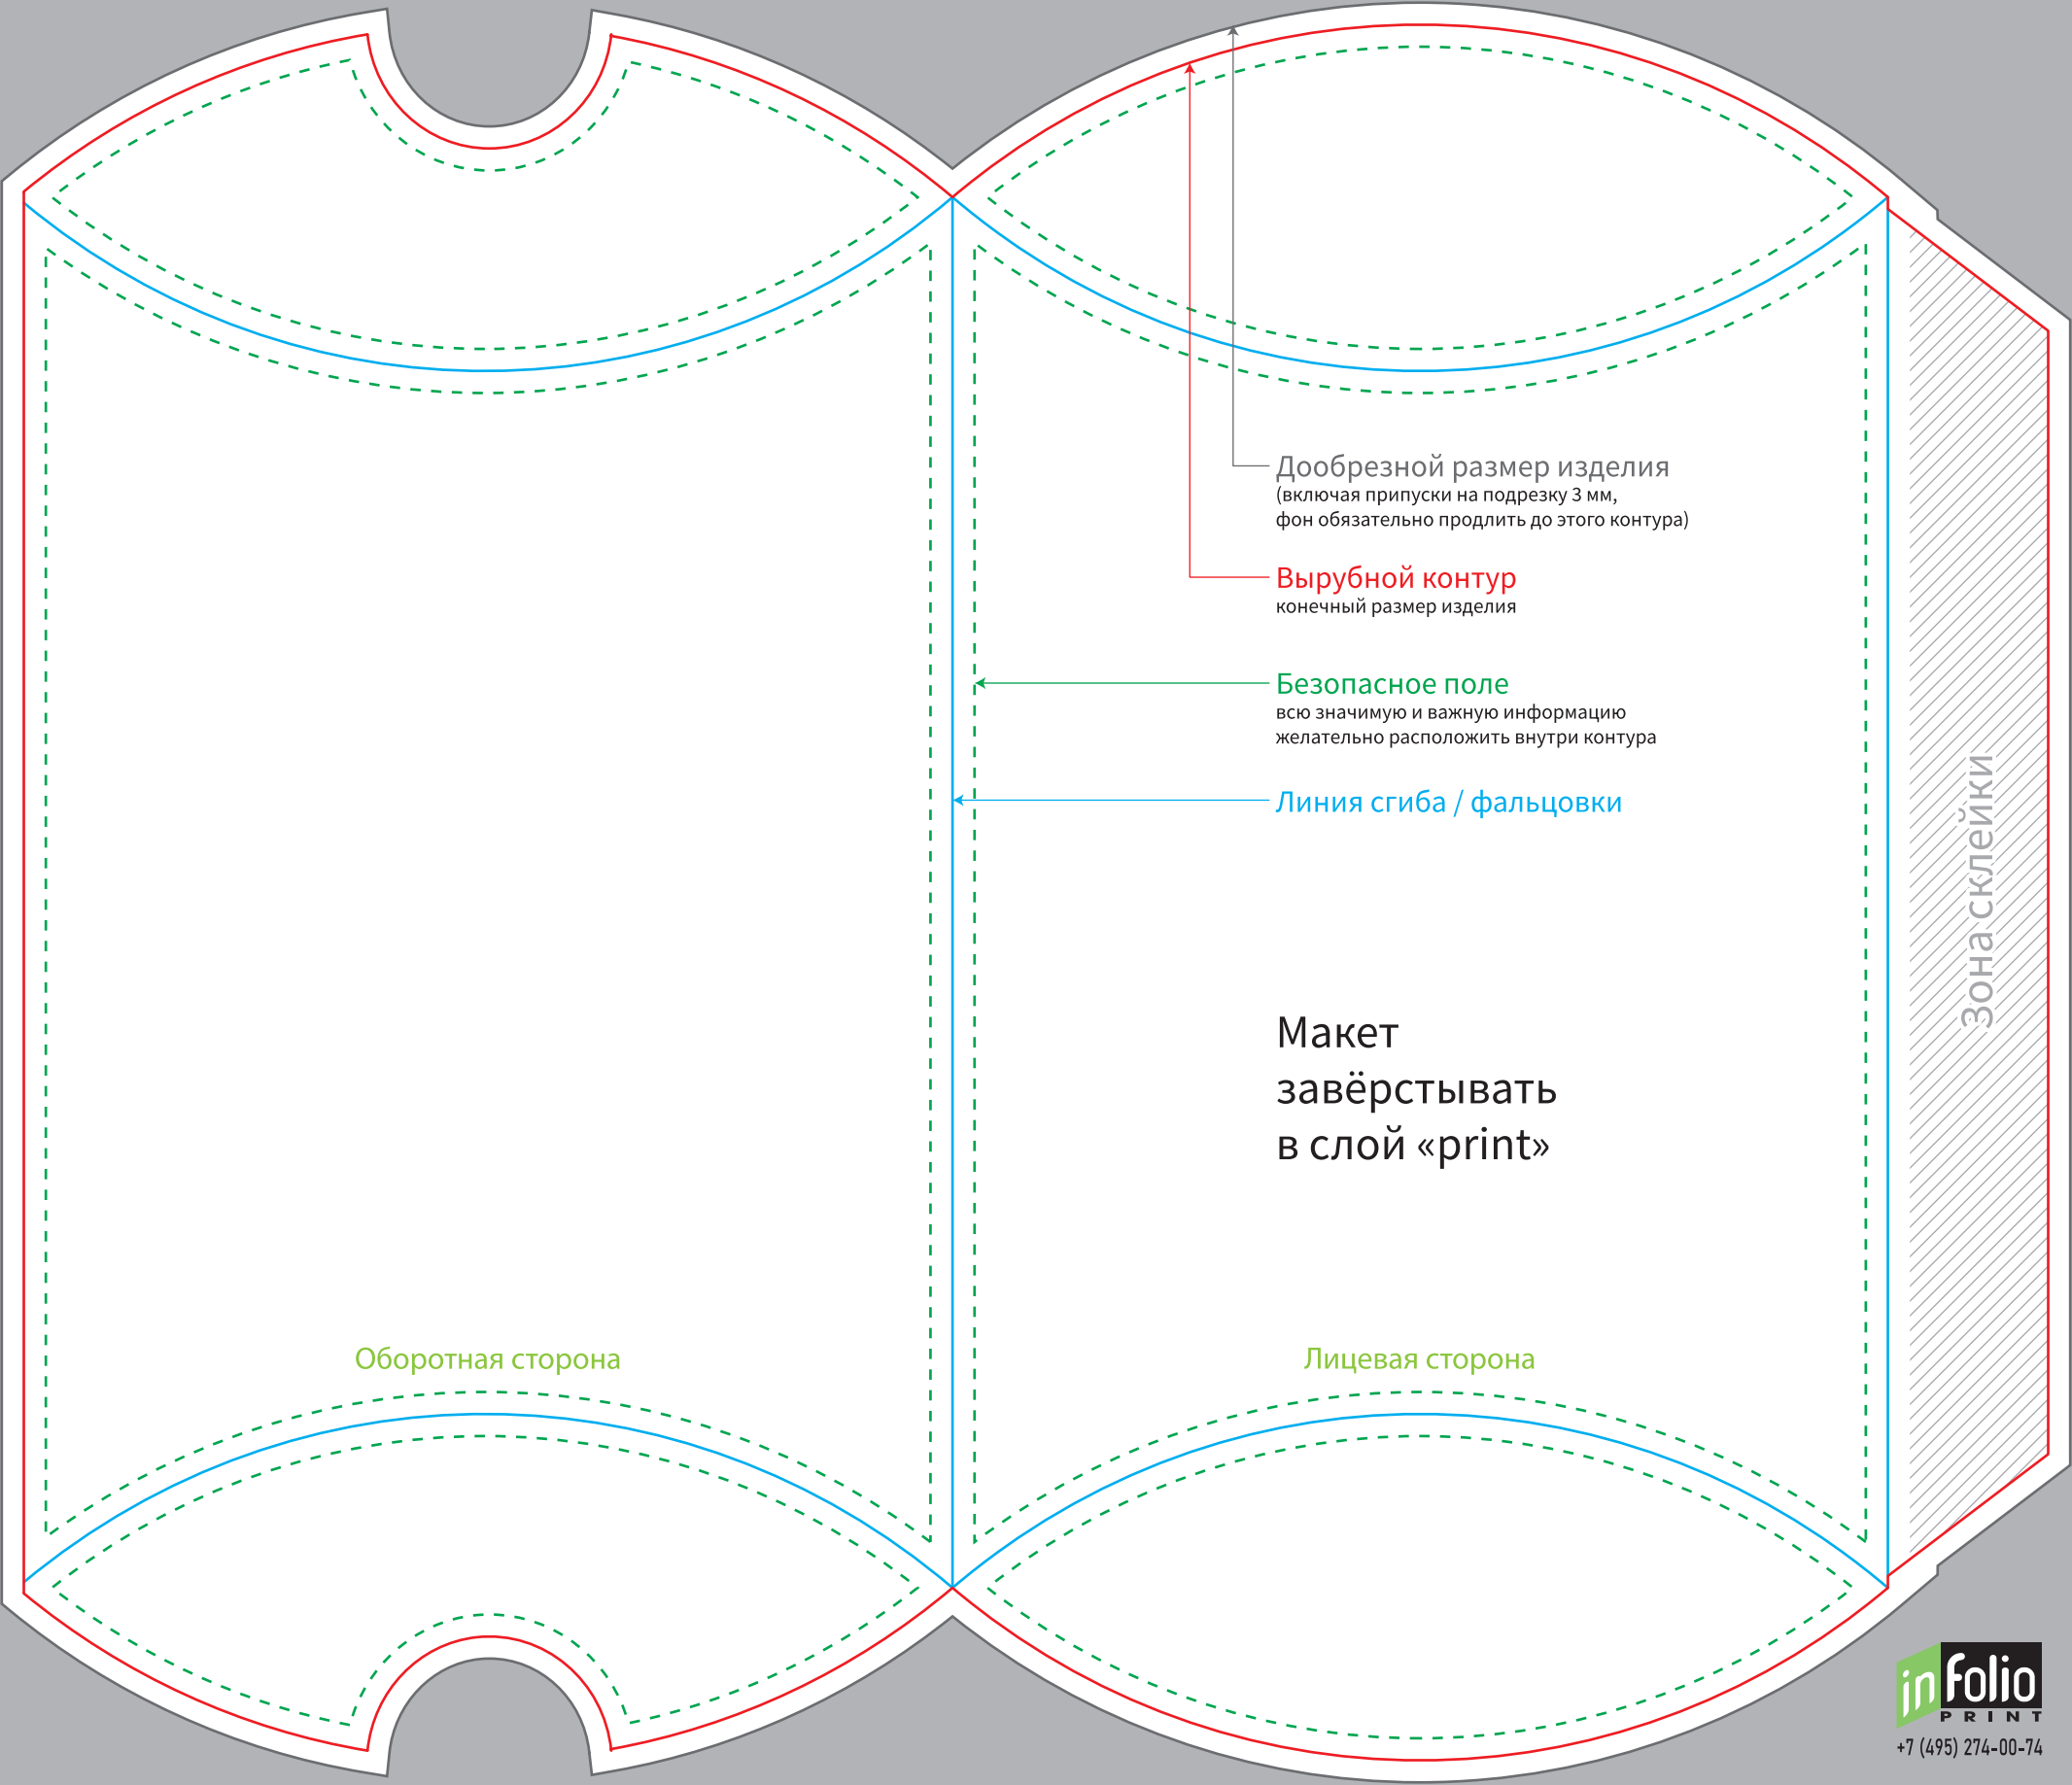 Дообрезной размер изделия
(включая припуски на подрезку 3 мм,
фон обязательно продлить до этого контура)
Вырубной контур
конечный размер изделия
Безопасное поле
всю значимую и важную информацию
желательно расположить внутри контура
Линия сгиба / фальцовки
Макет
завёрстывать
в слой «print»
Зона склейки
Оборотная сторона
Лицевая сторона
in folio
PRINT
+7 (495) 274-00-74